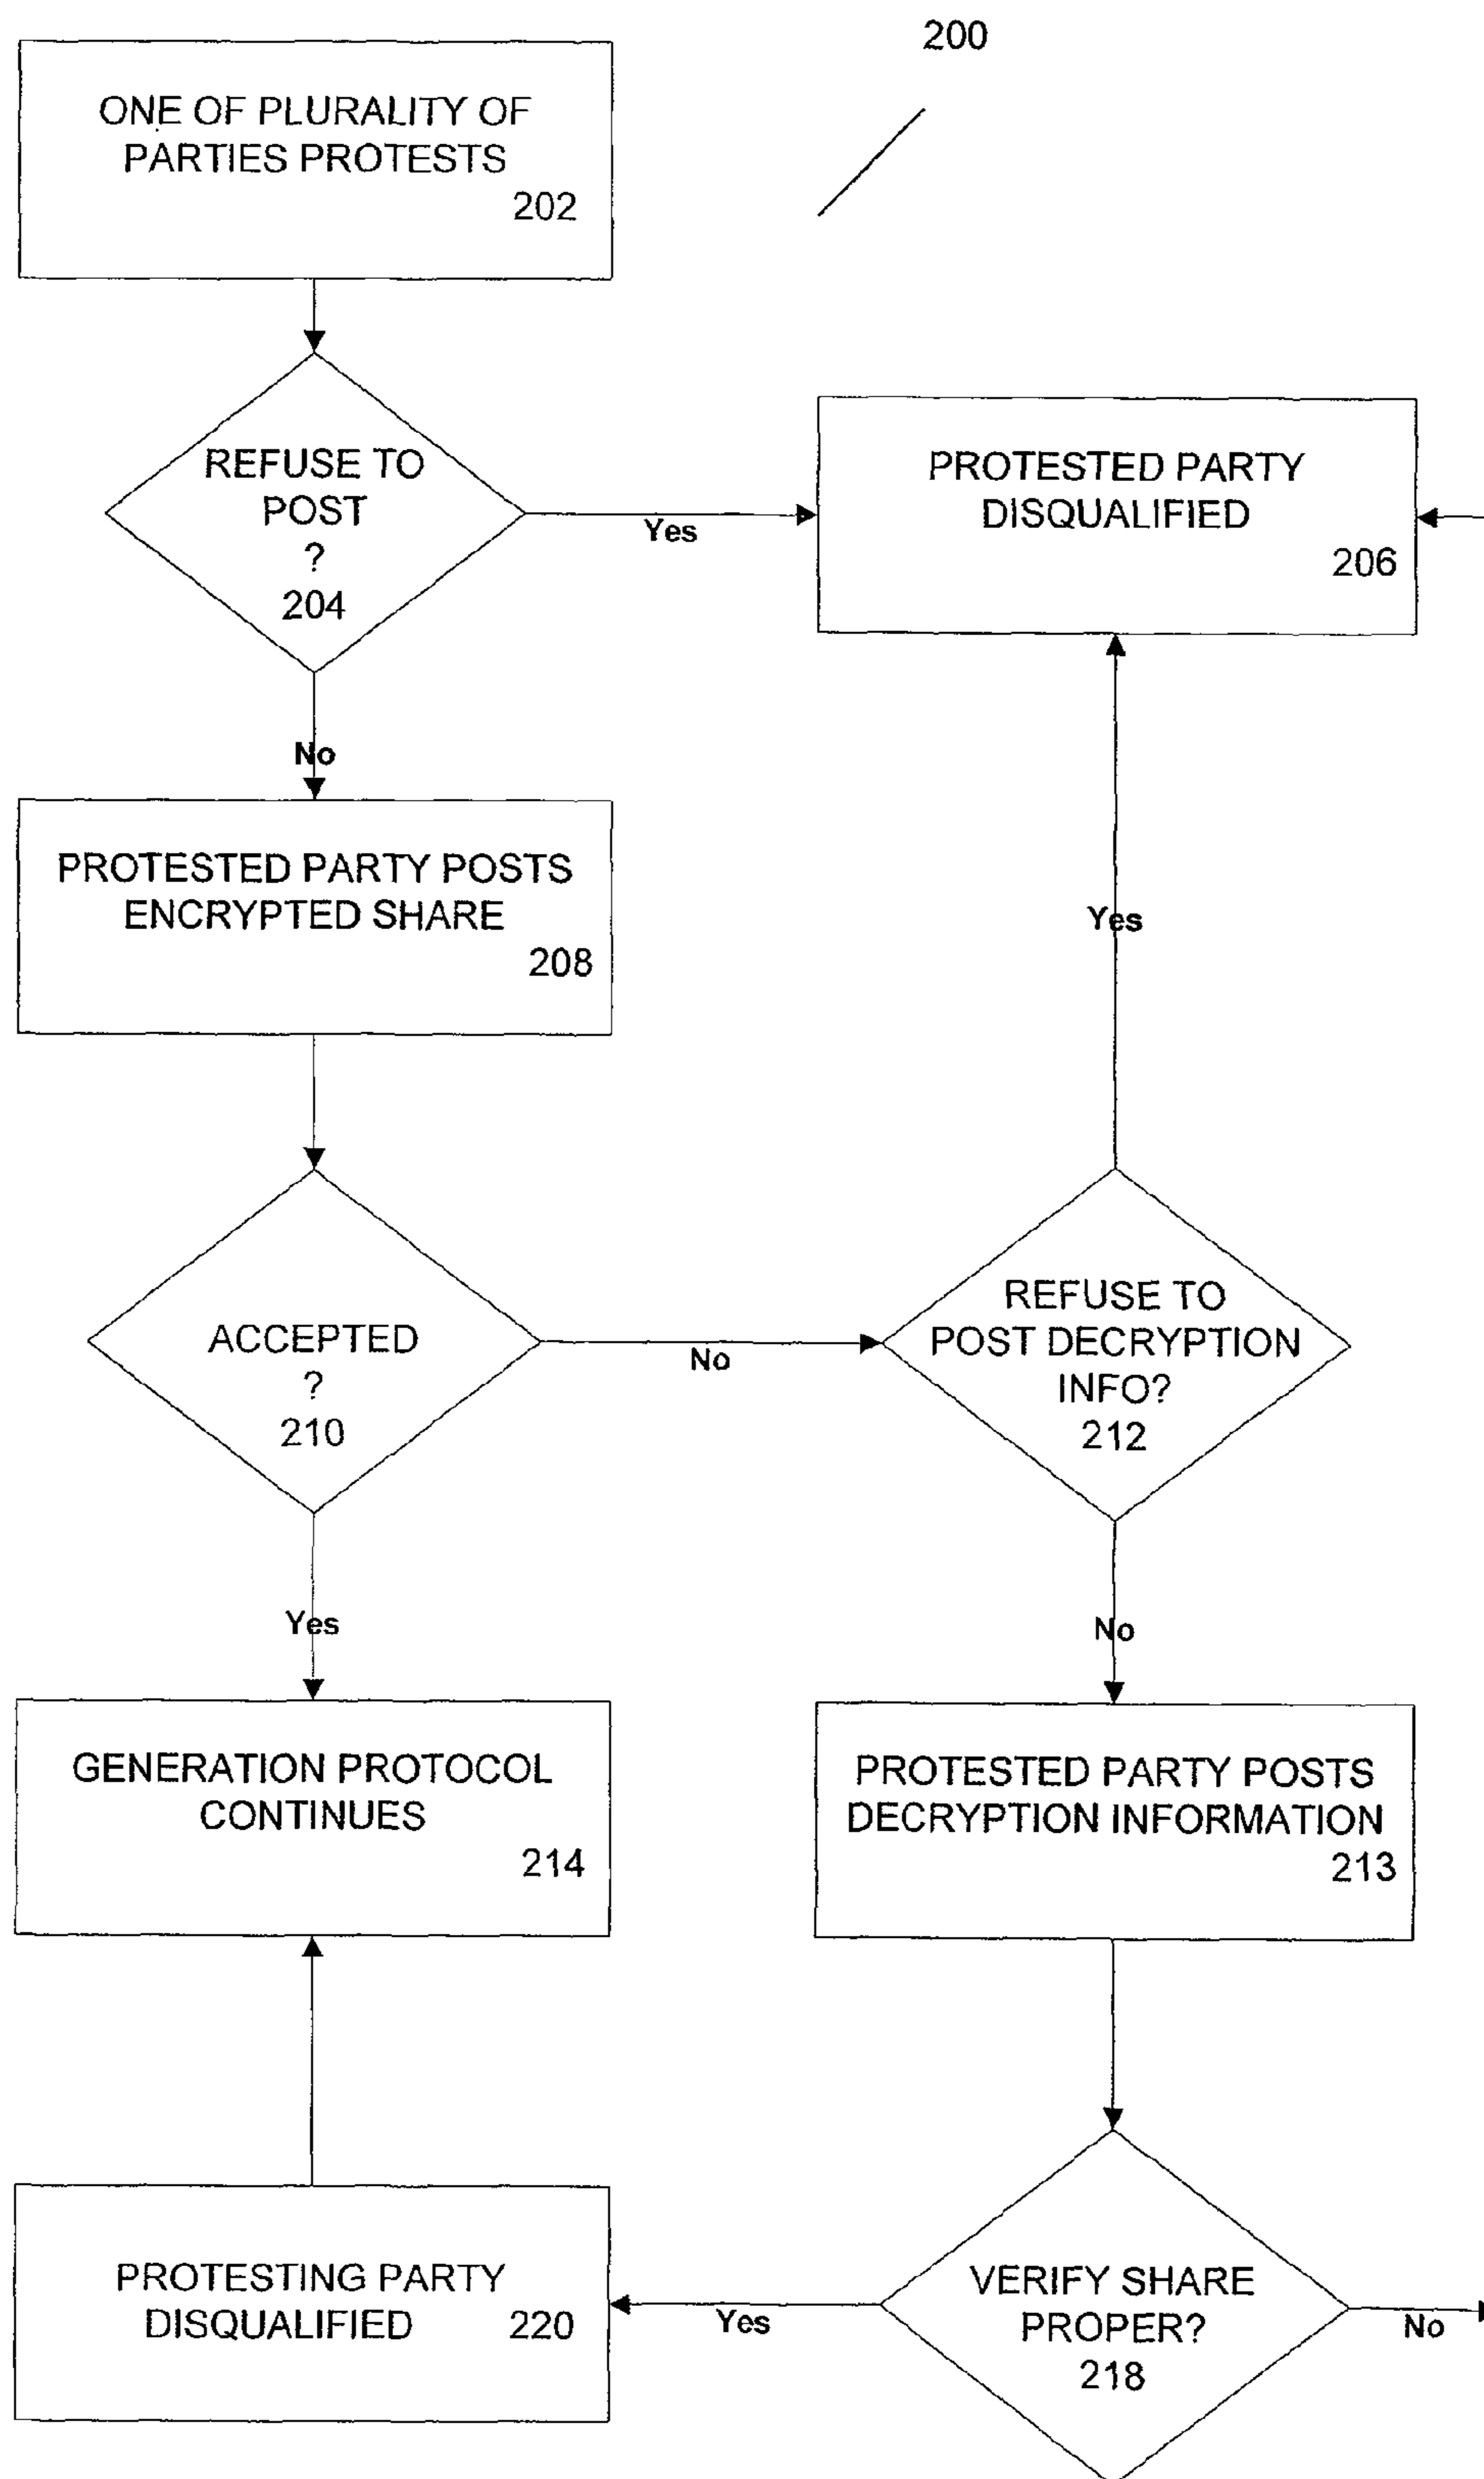 200
ONE OF PLURALITY OF
PARTIES PROTESTS
202
REFUSE TO
POST
?
204
Yes
PROTESTED PARTY
DISQUALIFIED
206
No
PROTESTED PARTY POSTS
ENCRYPTED SHARE
208
Yes
ACCEPTED
?
210
No
REFUSE TO
POST DECRYPTION
INFO?
212
Yes
No
GENERATION PROTOCOL
CONTINUES
214
PROTESTED PARTY POSTS
DECRYPTION INFORMATION
213
PROTESTING PARTY
DISQUALIFIED 220
Yes
VERIFY SHARE
PROPER?
218
No